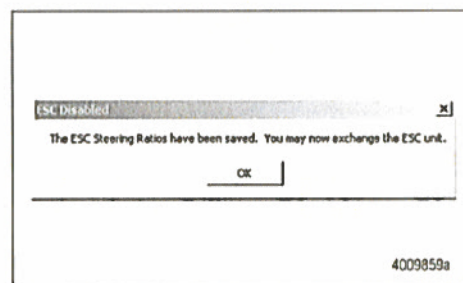 ESC Disabled
The ESC Steering Ratios have been saved. You may now exchange the ESC unit.
OK
4009859a